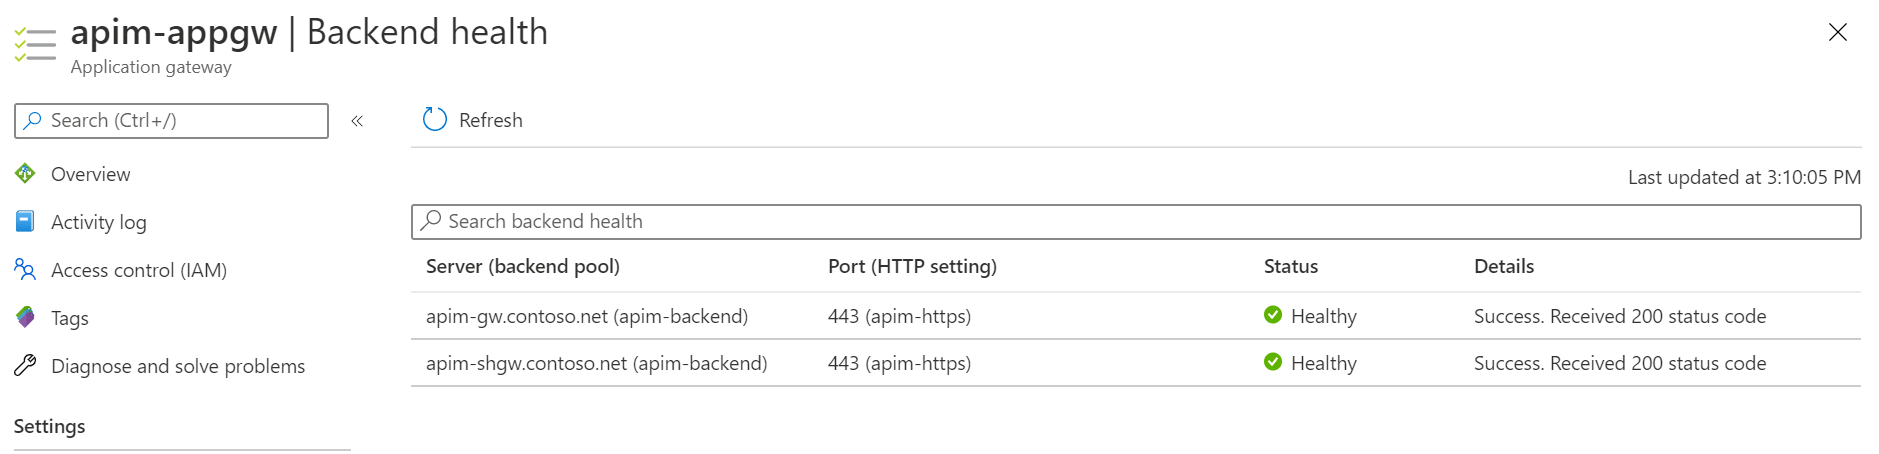 apim-appgw | Backend health
Application gateway
Search (Ctrl+/)
«
Refresh
Overview
Last updated at 3:10:05 PM
Activity log
Search backend health
Access control (IAM)
Server (backend pool) Port (HTTP setting) Status Details
Tags
apim-gw.contoso.net (apim-backend) 443 (apim-https) Healthy Success. Received 200 status code
Diagnose and solve problems
apim-shgw.contoso.net (apim-backend) 443 (apim-https) Healthy Success. Received 200 status code
Settings